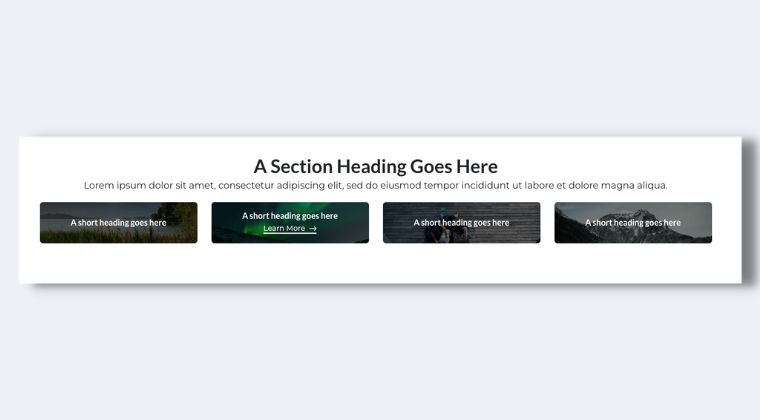 A Section Heading Goes Here
Lorem ipsum dolor sit amet, consectetur adipiscing elit, sed do eiusmod tempor incididunt ut labore et dolore magna aliqua.
A short heading goes here
A short heading goes here
Learn More →
A short heading goes here
A short heading goes here